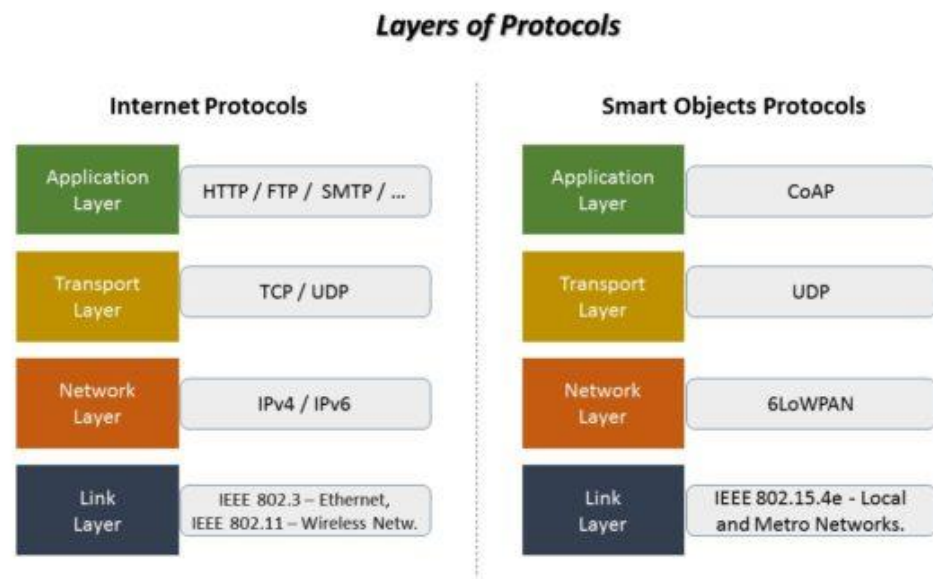 Layers of Protocols
Internet Protocols
Application
Layer
HTTP / FTP / SMTP / ...
Transport
Layer
TCP / UDP
Network
Layer
IPv4 / IPv6
Link
Layer
IEEE 802.3 – Ethernet,
IEEE 802.11 – Wireless Netw.
Smart Objects Protocols
Application
Layer
CoAP
Transport
Layer
UDP
Network
Layer
6LoWPAN
Link
Layer
IEEE 802.15.4e - Local
and Metro Networks.